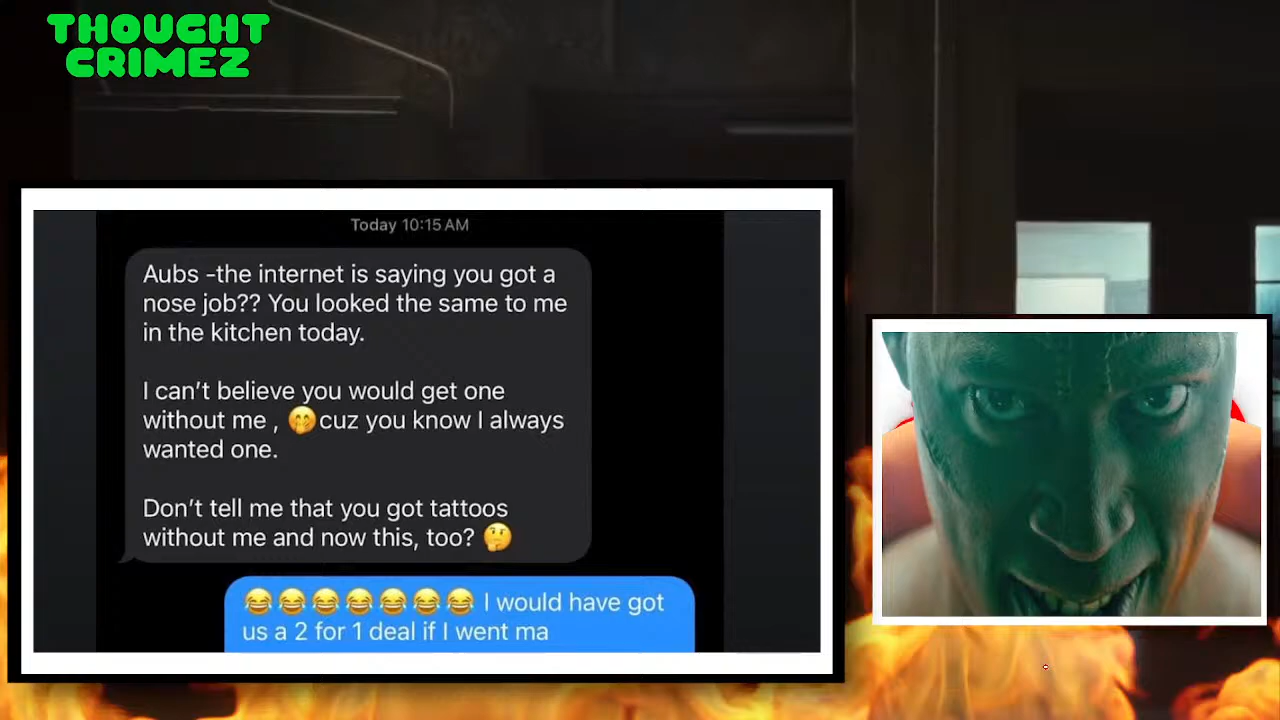 THOUGHT
CRIMEZ
Today 10:15 AM
Aubs -the internet is saying you got a
nose job?? You looked the same to me
in the kitchen today.
I can't believe you would get one
without me , 🤭cuz you know I always
wanted one.
Don't tell me that you got tattoos
without me and now this, too? 🤔
😂😂😂😂😂😂😂 I would have got
us a 2 for 1 deal if I went ma